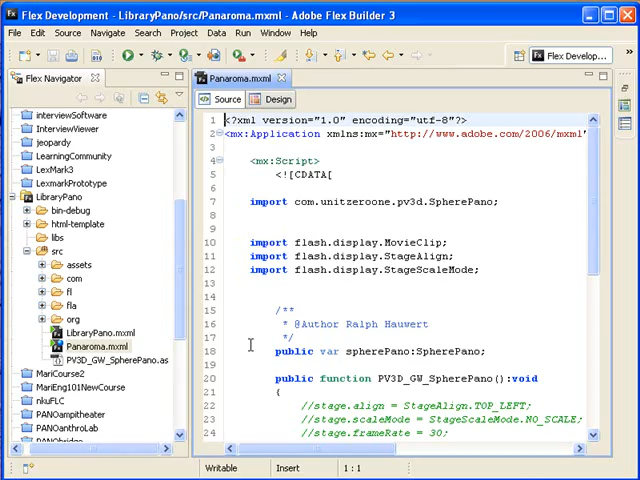 Flex Development - LibraryPano/src/Panaroma.mxml - Adobe Flex Builder 3
File Edit Source Navigate Search Project Data Run Window Help
Flex Develop...
Flex Navigator
Panaroma.mxml
Source Design
interviewSoftware
InterviewViewer
jeopardy
LearningCommunity
LexMark3
LexmarkPrototype
LibraryPano
bin-debug
html-template
libs
src
assets
com
fl
fla
org
LibraryPano.mxml
Panaroma.mxml
PV3D_GW_SpherePano.as
MariCourse2
MariEng101NewCourse
nkuFLC
PANOampitheater
PANOanthroLab
PANObridge
1 <?xml version="1.0" encoding="utf-8"?>
2 <mx:Application xmlns:mx="http://www.adobe.com/2006/mxml"
3
4 <mx:Script>
5 <![CDATA[
6
7 import com.unitzeroone.pv3d.SpherePano;
8
9
10 import flash.display.MovieClip;
11 import flash.display.StageAlign;
12 import flash.display.StageScaleMode;
13
14
15 /**
16 * @Author Ralph Hauwert
17 */
18 public var spherePano:SpherePano;
19
20 public function PV3D_GW_SpherePano():void
21 {
22 //stage.align = StageAlign.TOP_LEFT;
23 //stage.scaleMode = StageScaleMode.NO_SCALE;
24 //stage.frameRate = 30;
Writable Insert 1 : 1